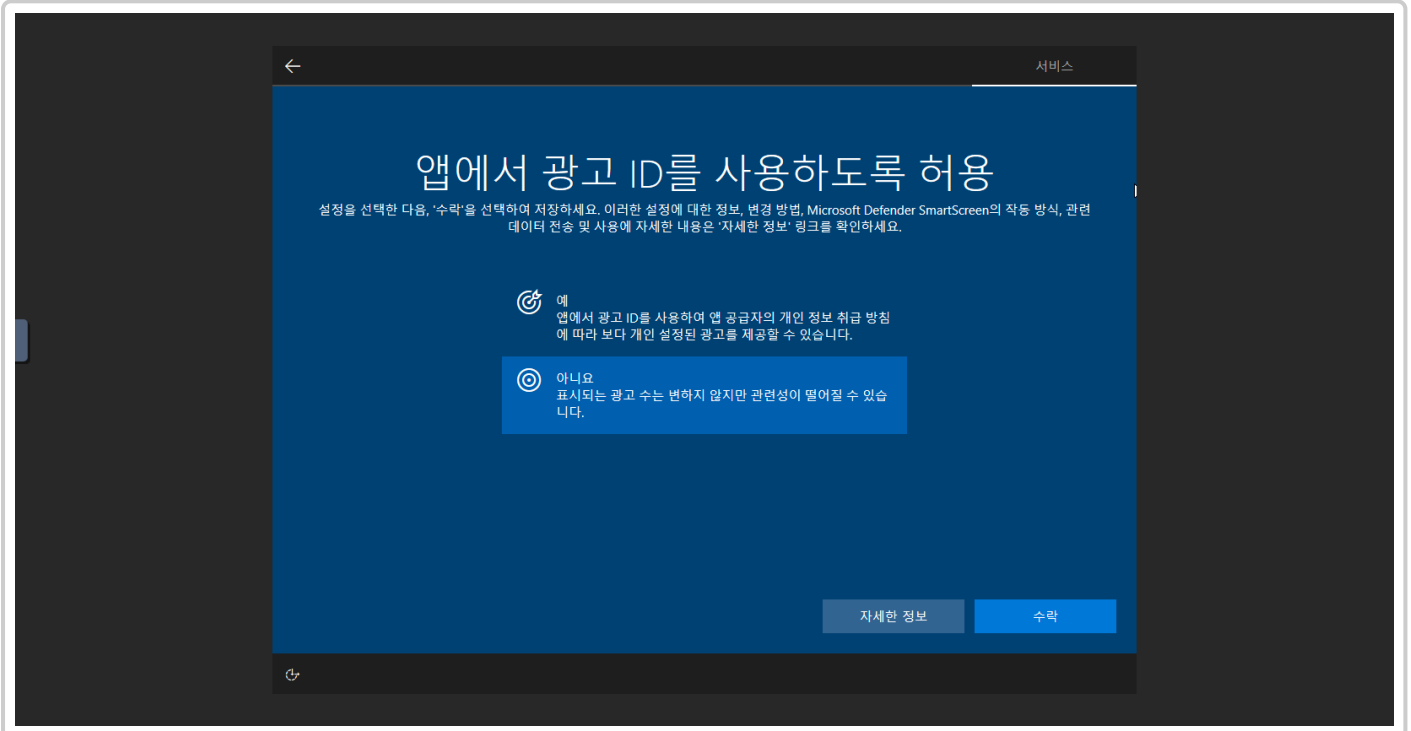 서비스
앱에서 광고 ID를 사용하도록 허용
설정을 선택한 다음, '수락'을 선택하여 저장하세요. 이러한 설정에 대한 정보, 변경 방법, Microsoft Defender SmartScreen의 작동 방식, 관련
데이터 전송 및 사용에 자세한 내용은 '자세한 정보' 링크를 확인하세요.
예
앱에서 광고 ID를 사용하여 앱 공급자의 개인 정보 취급 방침
에 따라 보다 개인 설정된 광고를 제공할 수 있습니다.
아니요
표시되는 광고 수는 변하지 않지만 관련성이 떨어질 수 있습
니다.
자세한 정보
수락